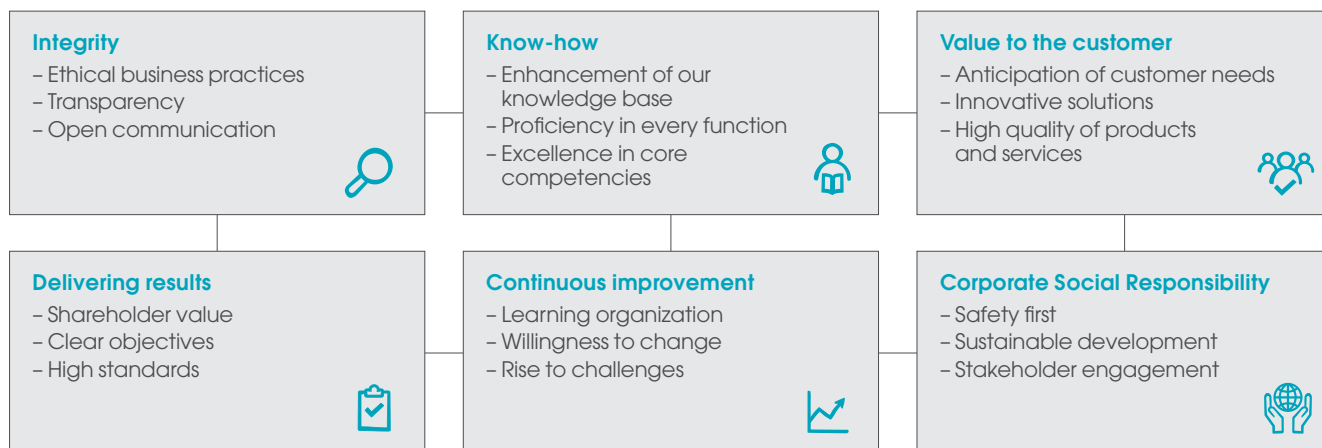 Integrity
– Ethical business practices
– Transparency
– Open communication
Know-how
– Enhancement of our
knowledge base
– Proficiency in every function
– Excellence in core
competencies
Value to the customer
– Anticipation of customer needs
– Innovative solutions
– High quality of products
and services
Delivering results
– Shareholder value
– Clear objectives
– High standards
Continuous improvement
– Learning organization
– Willingness to change
– Rise to challenges
Corporate Social Responsibility
– Safety first
– Sustainable development
– Stakeholder engagement